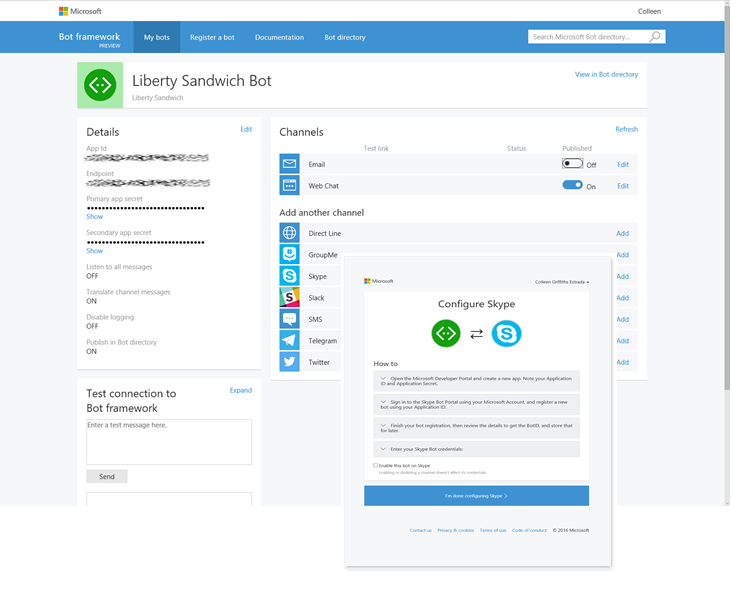 Microsoft
Colleen
Bot framework
PREVIEW
My bots
Register a bot
Documentation
Bot directory
Search Microsoft Bot directory...
Liberty Sandwich Bot
Liberty Sandwich
View in Bot directory
Details
Edit
App Id
Endpoint
Primary app secret
Show
Secondary app secret
Show
Listen to all messages
OFF
Translate channel messages
ON
Disable logging
OFF
Publish in Bot directory
ON
Test connection to
Bot framework
Expand
Enter a test message here.
Send
Channels
Refresh
Test link Status Published
Email Off Edit
Web Chat On Edit
Add another channel
Direct Line Add
GroupMe Add
Skype Add
Slack Add
SMS Add
Telegram Add
Twitter Add
Microsoft
Colleen Griffitts Estrada
Configure Skype
How to
Open the Microsoft Developer Portal and create a new app. Note your Application
ID and Application Secret.
Sign in to the Skype Bot Portal using your Microsoft Account, and register a new
bot using your Application ID.
Finish your bot registration, then review the details to get the BotID, and store that
for later.
Enter your Skype Bot credentials
Enable this bot on Skype
Enabling or disabling a channel doesn't affect its credentials
I'm done configuring Skype
Contact us Privacy & cookies Terms of use Code of conduct © 2016 Microsoft